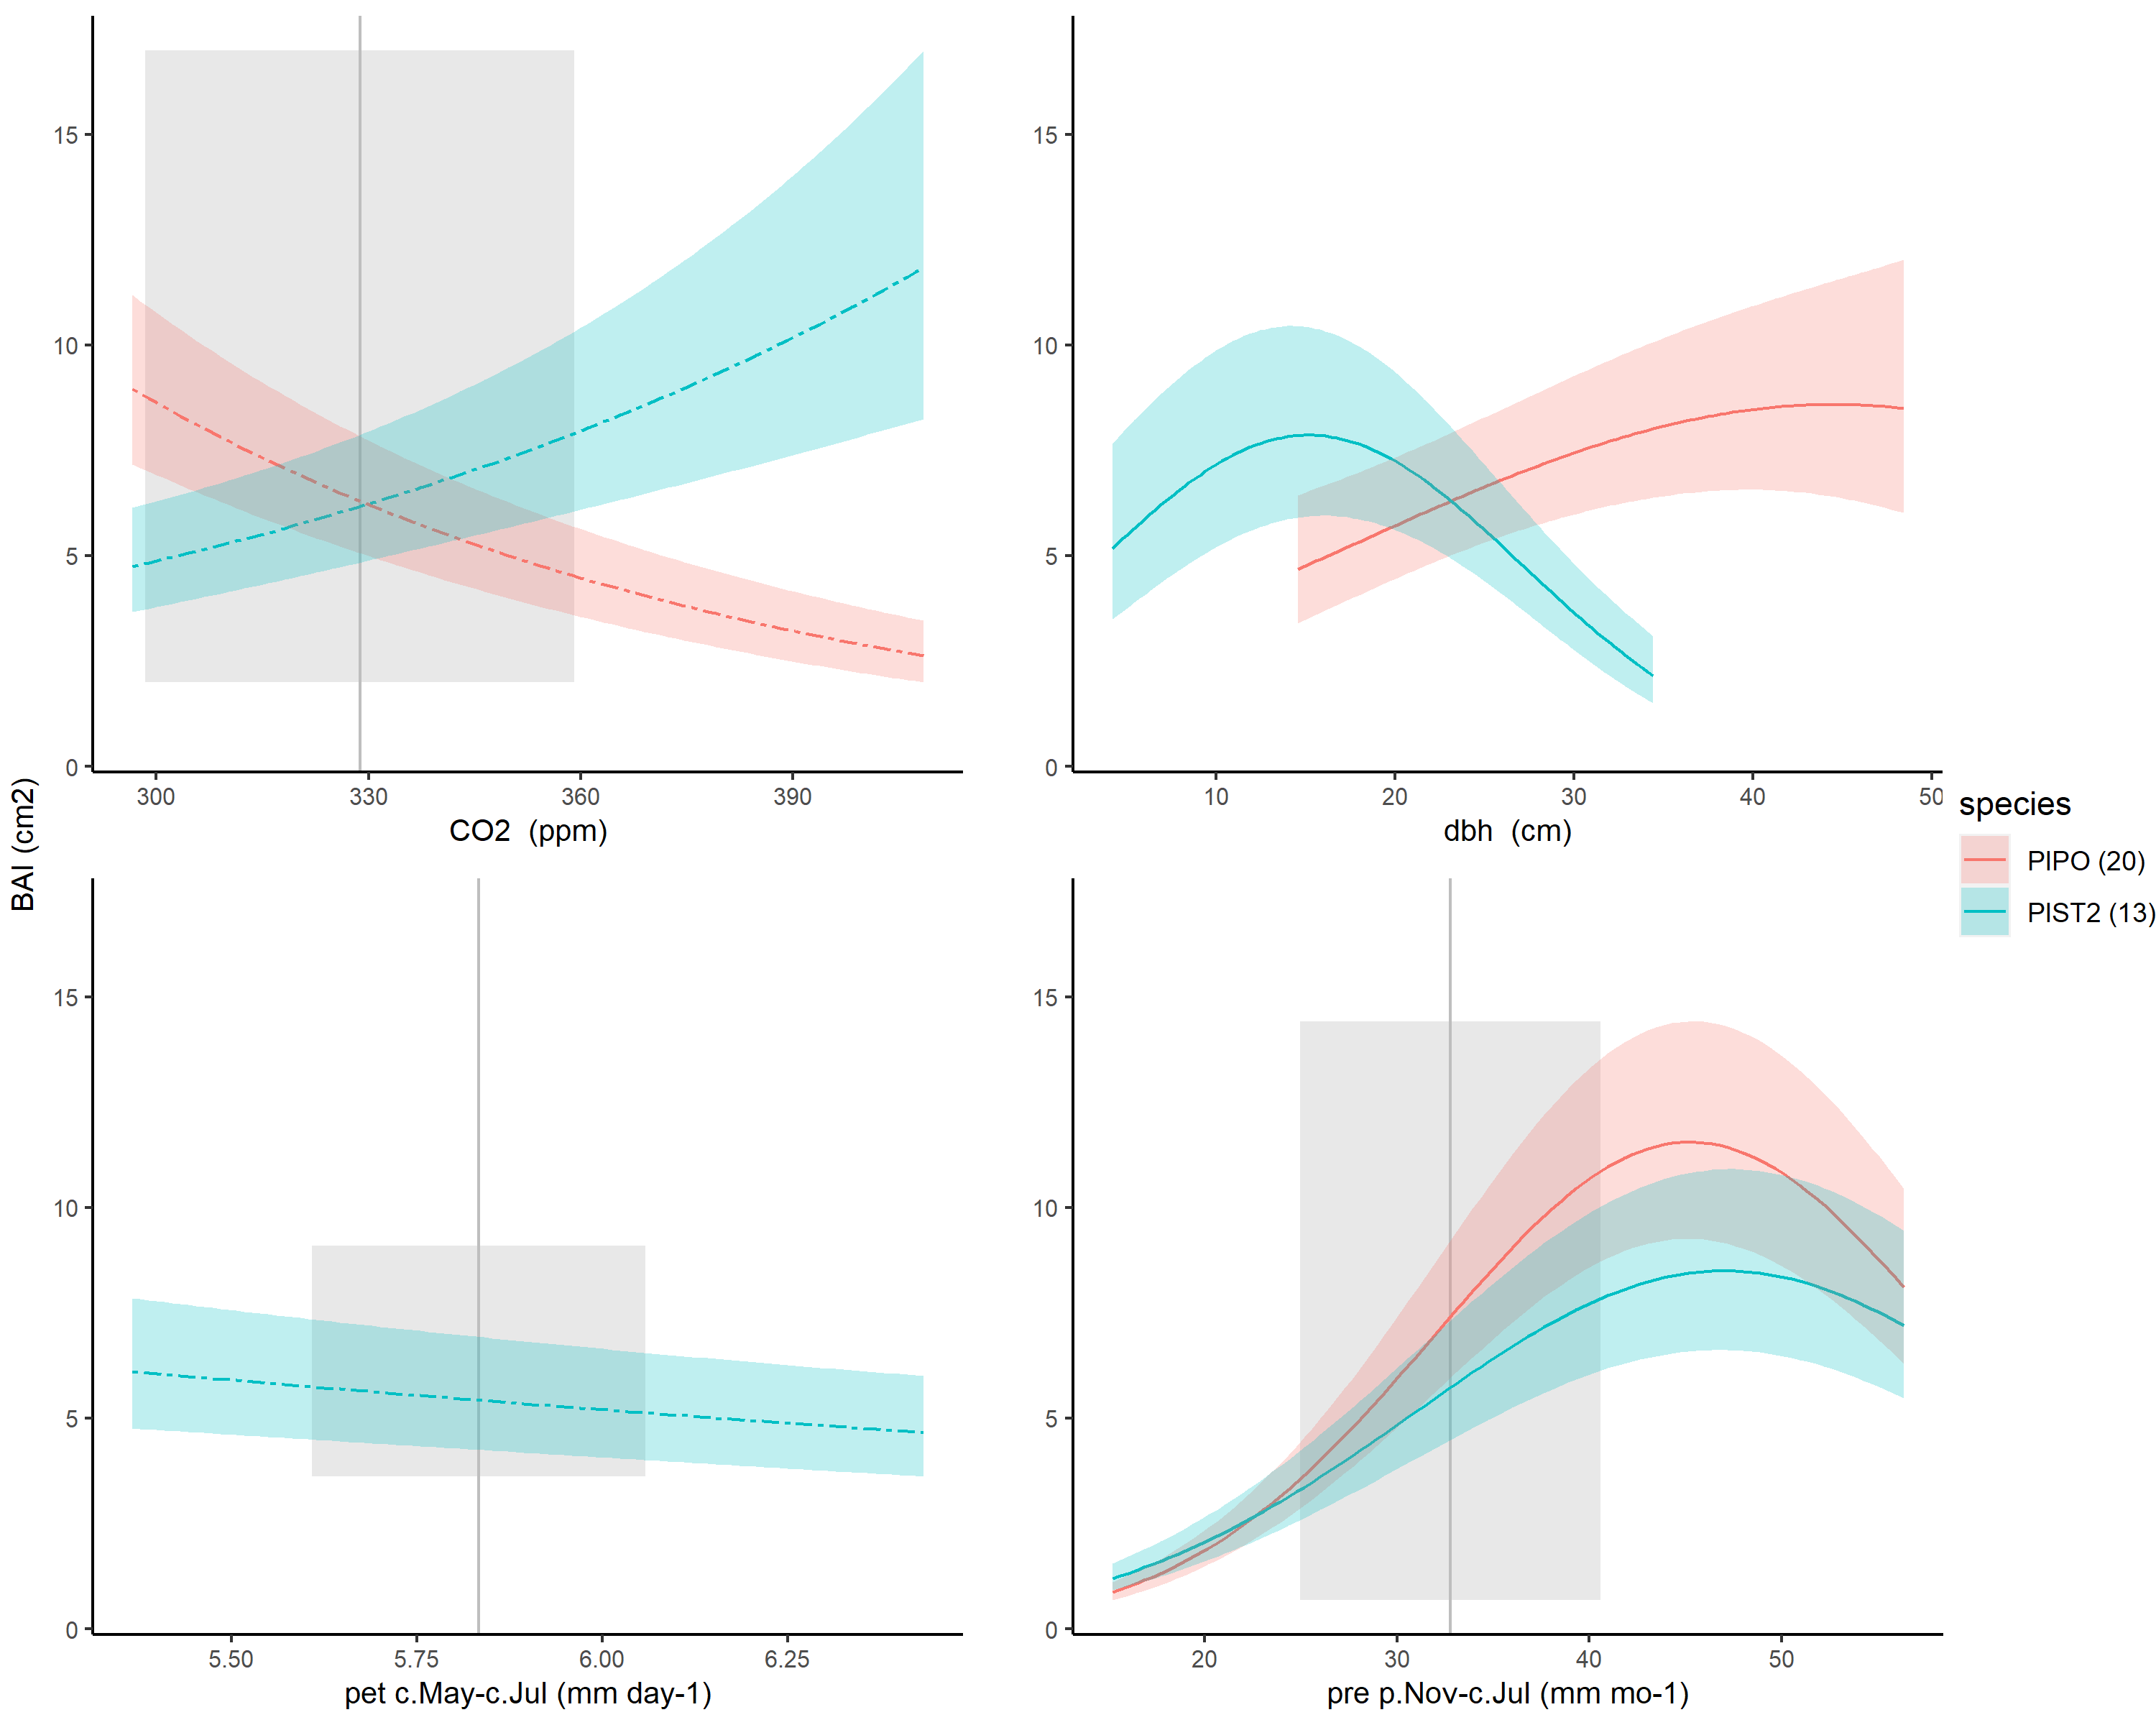 BAI (cm2)
15
10
5
0
300 330 360 390
CO2 (ppm)
15
10
5
0
10 20 30 40 50
dbh (cm)
15
10
5
0
5.50 5.75 6.00 6.25
pet c.May-c.Jul (mm day-1)
15
10
5
0
20 30 40 50
pre p.Nov-c.Jul (mm mo-1)
species
PIPO (20)
PIST2 (13)